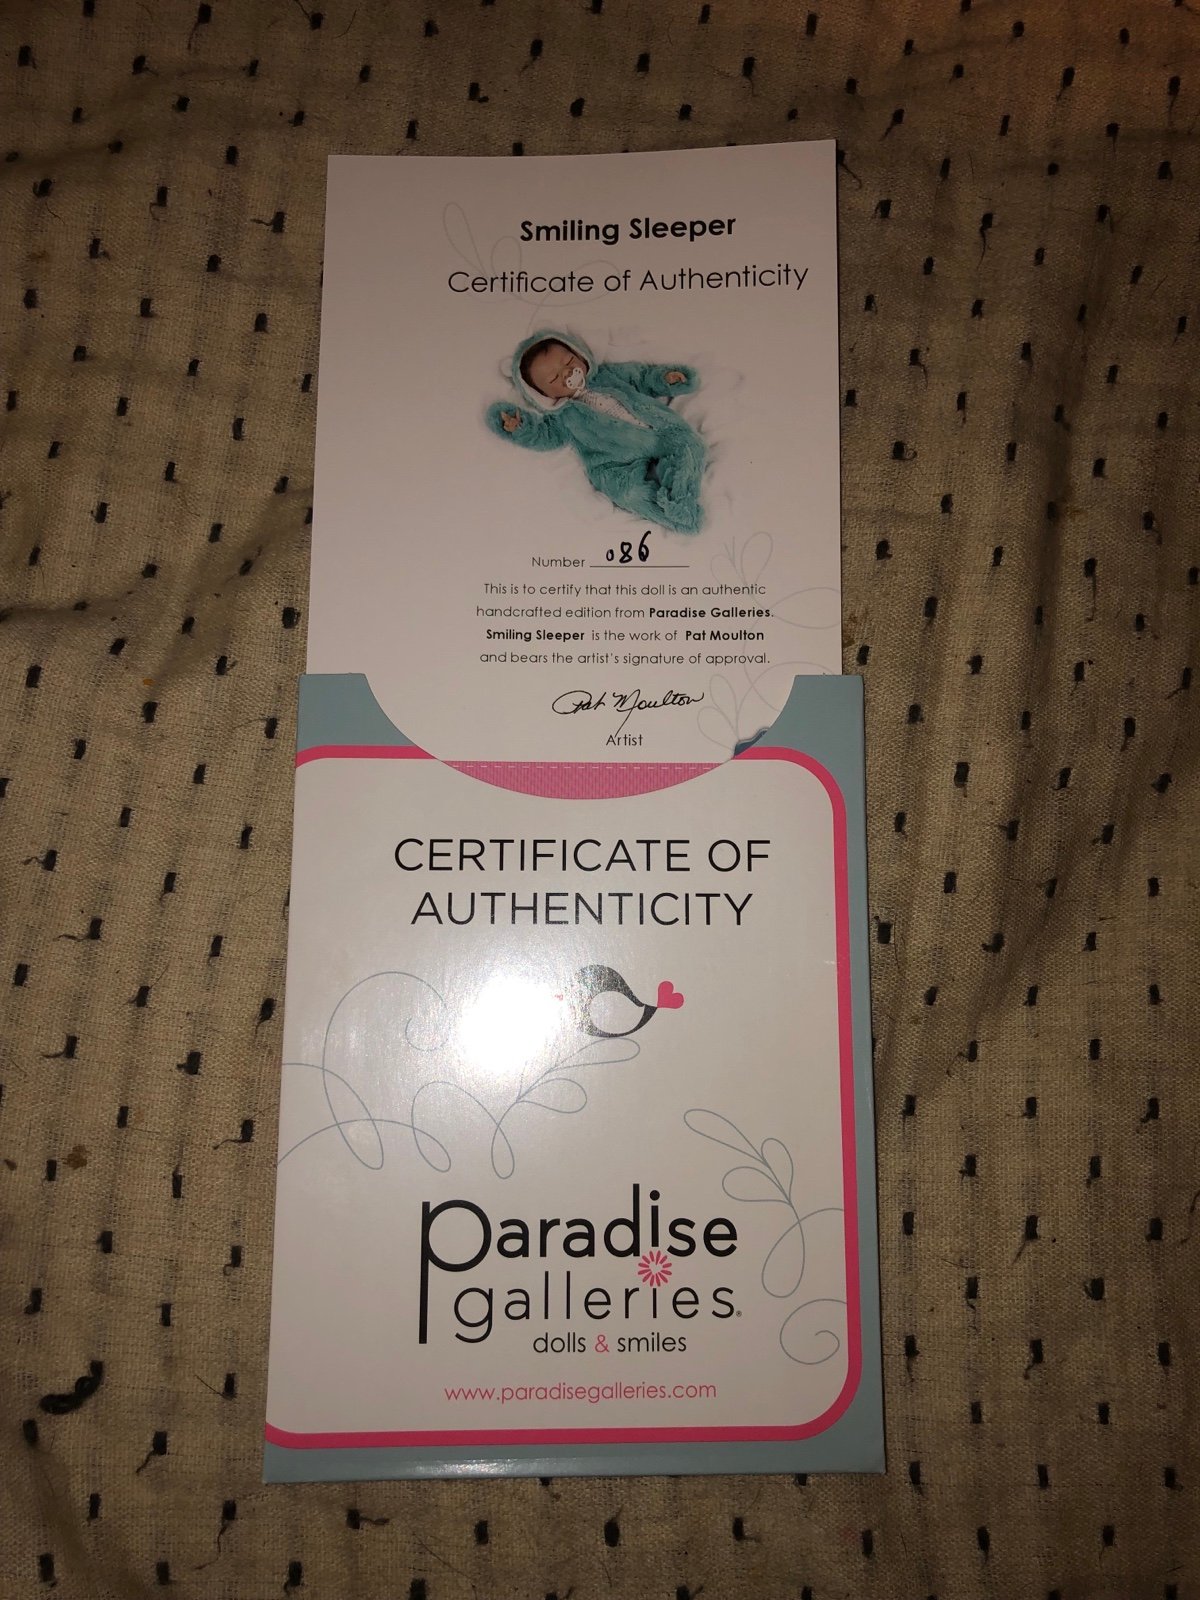 Smiling Sleeper
Certificate of Authenticity
Number 086
This is to certify that this doll is an authentic
handcrafted edition from Paradise Galleries.
Smiling Sleeper is the work of Pat Moulton
and bears the artist's signature of approval.
Pat Moulton
Artist
CERTIFICATE OF
AUTHENTICITY
paradise
galleries®
dolls & smiles
www.paradisegalleries.com